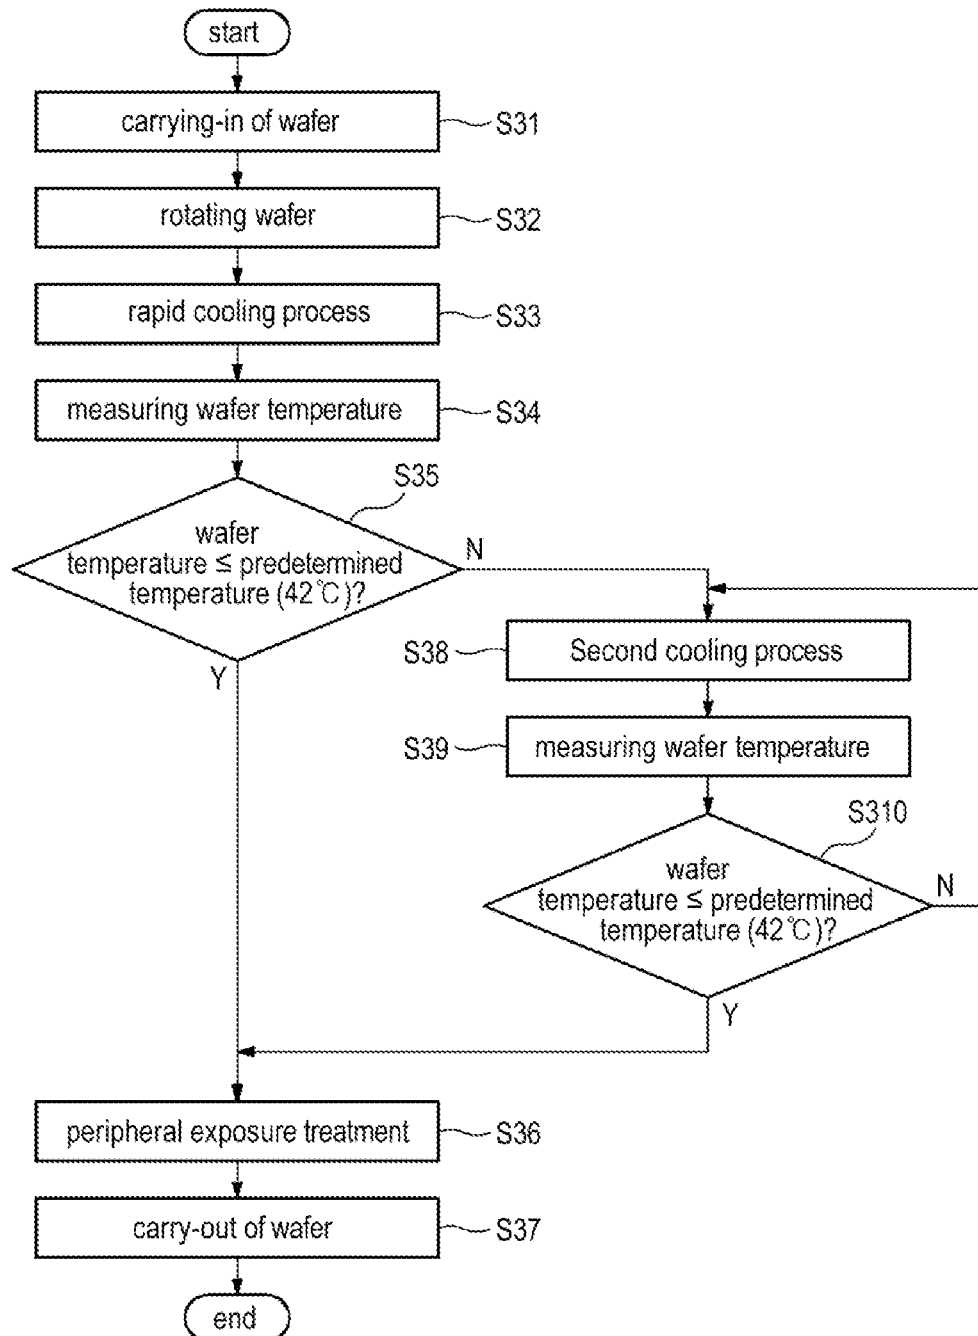 start
carrying-in of wafer
S31
rotating wafer
S32
rapid cooling process
S33
measuring wafer temperature
S34
S35
wafer
temperature ≤ predetermined
temperature (42℃)?
N
Y
S38
Second cooling process
S39
measuring wafer temperature
S310
wafer
temperature ≤ predetermined
temperature (42℃)?
N
Y
peripheral exposure treatment
S36
carry-out of wafer
S37
end